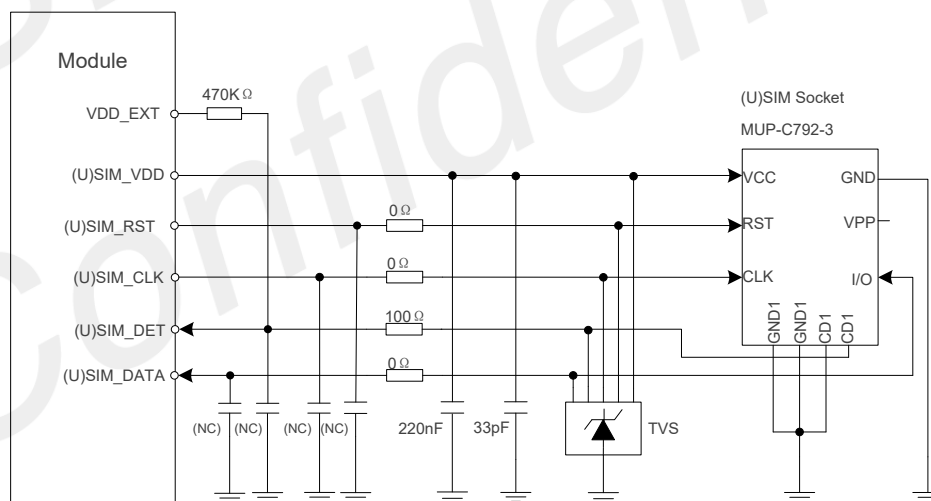 Confiden
Module
470KΩ
VDD_EXT
(U)SIM Socket
MUP-C792-3
(U)SIM_VDD
VCC
GND
(U)SIM_RST
0Ω
RST
VPP
(U)SIM_CLK
0Ω
CLK
I/O
(U)SIM_DET
100Ω
GND1
GND1
CD1
CD1
(U)SIM_DATA
0Ω
(NC)
(NC)
(NC)
(NC)
220nF
33pF
TVS